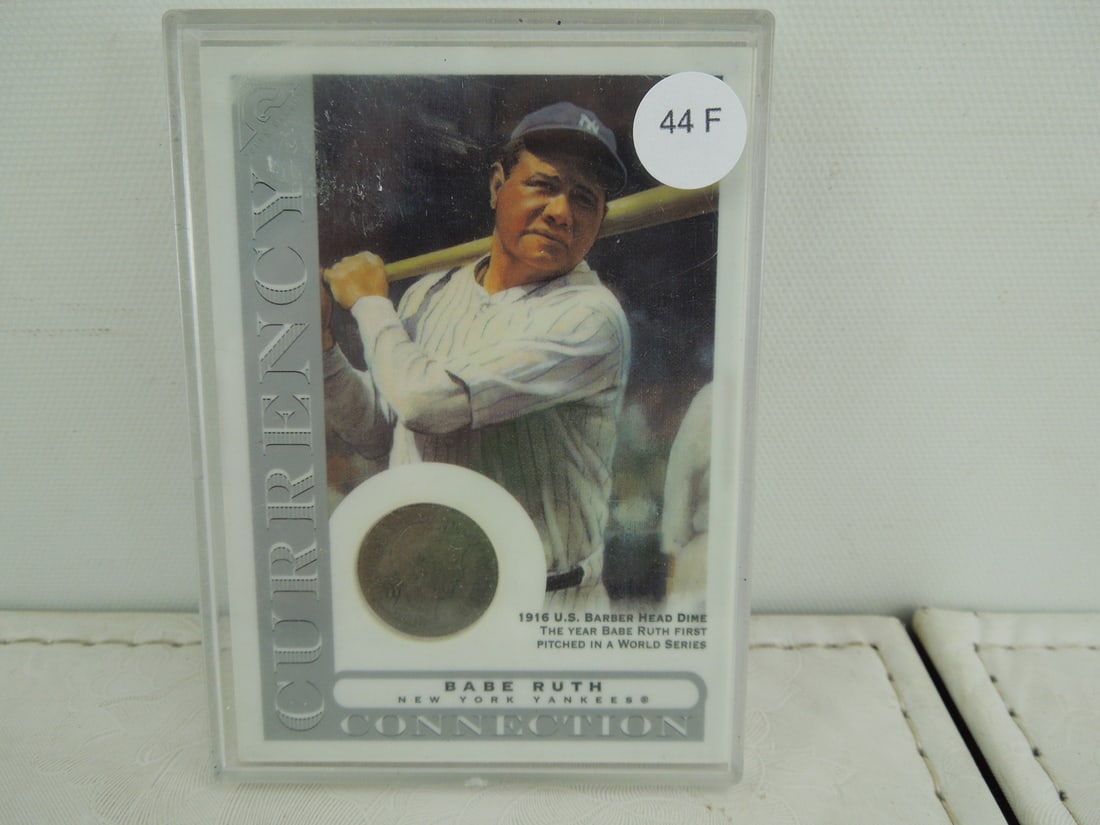 44 F
CURRENCY
NY
1916 U.S. BARBER HEAD DIME
THE YEAR BABE RUTH FIRST
PITCHED IN A WORLD SERIES
BABE RUTH
NEW YORK YANKEES®
CONNECTION